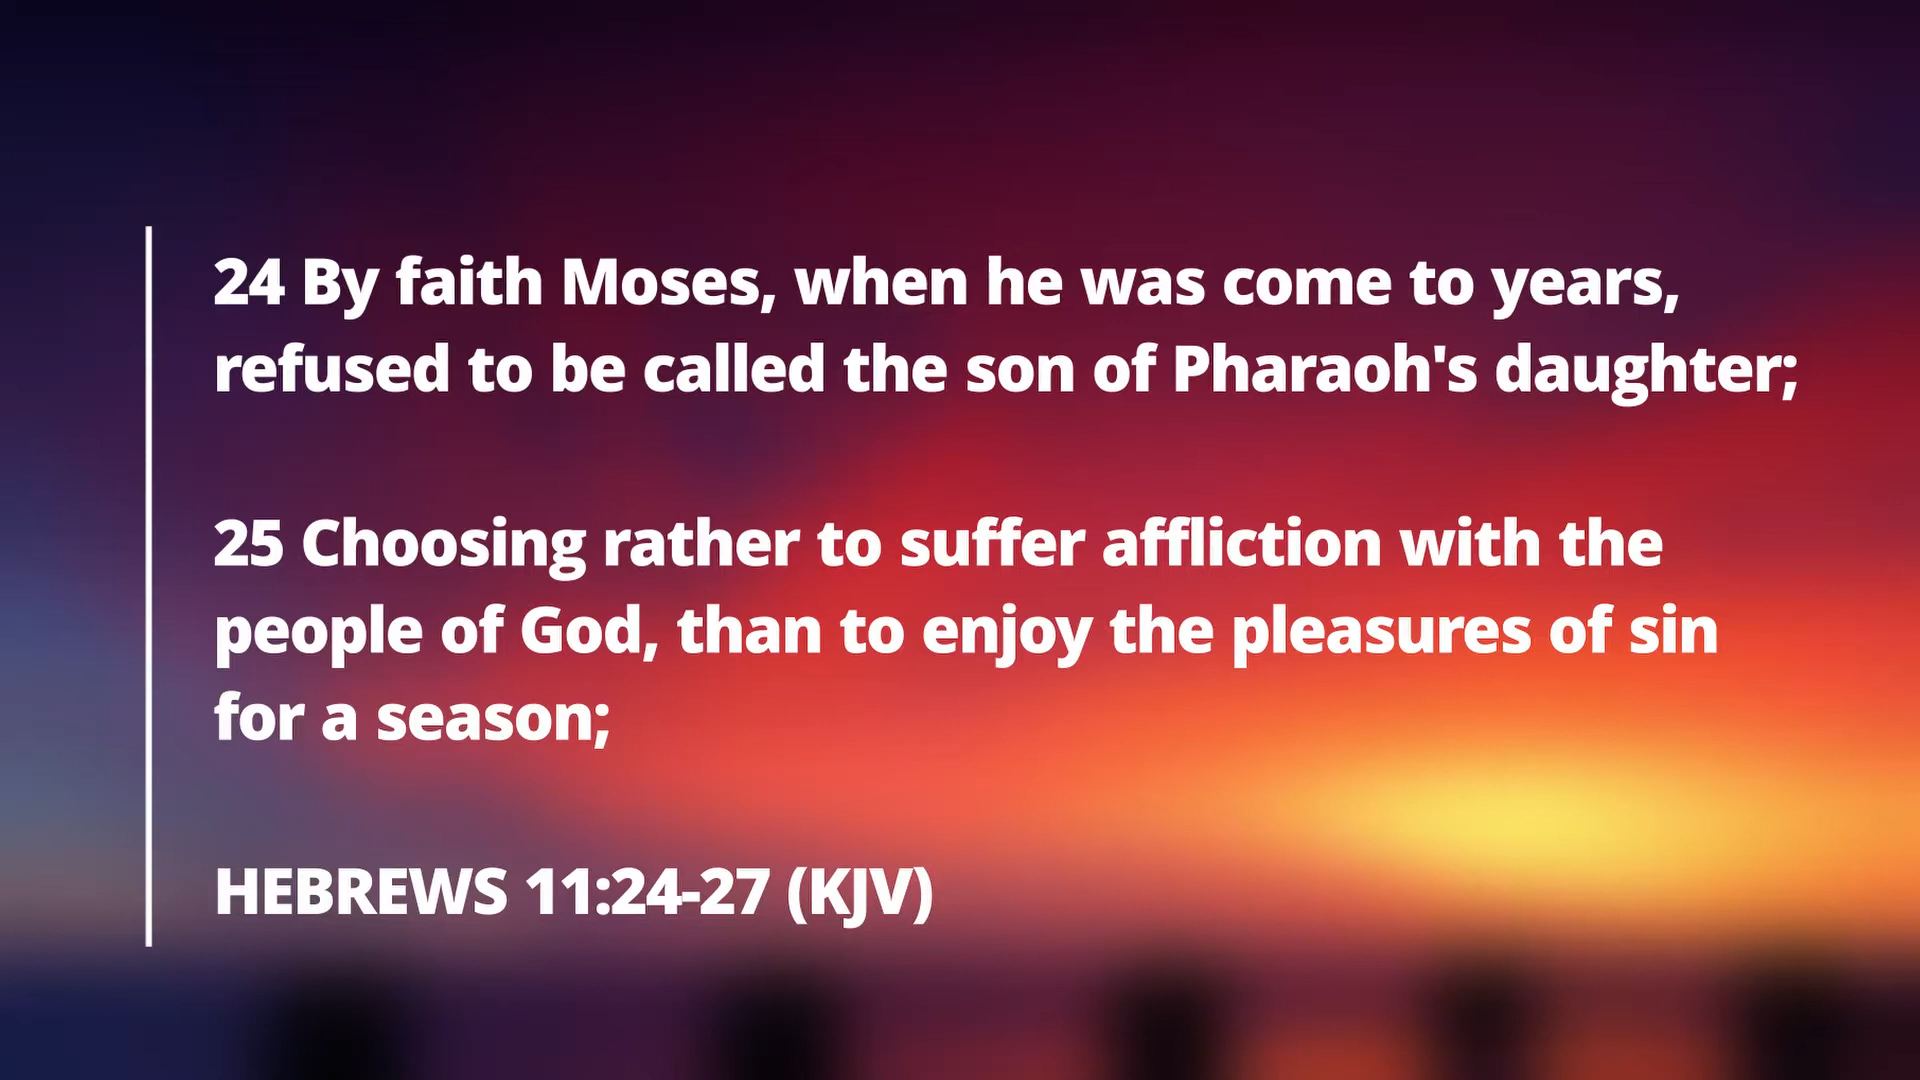 24 By faith Moses, when he was come to years,
refused to be called the son of Pharaoh's daughter;
25 Choosing rather to suffer affliction with the
people of God, than to enjoy the pleasures of sin
for a season;
HEBREWS 11:24-27 (KJV)